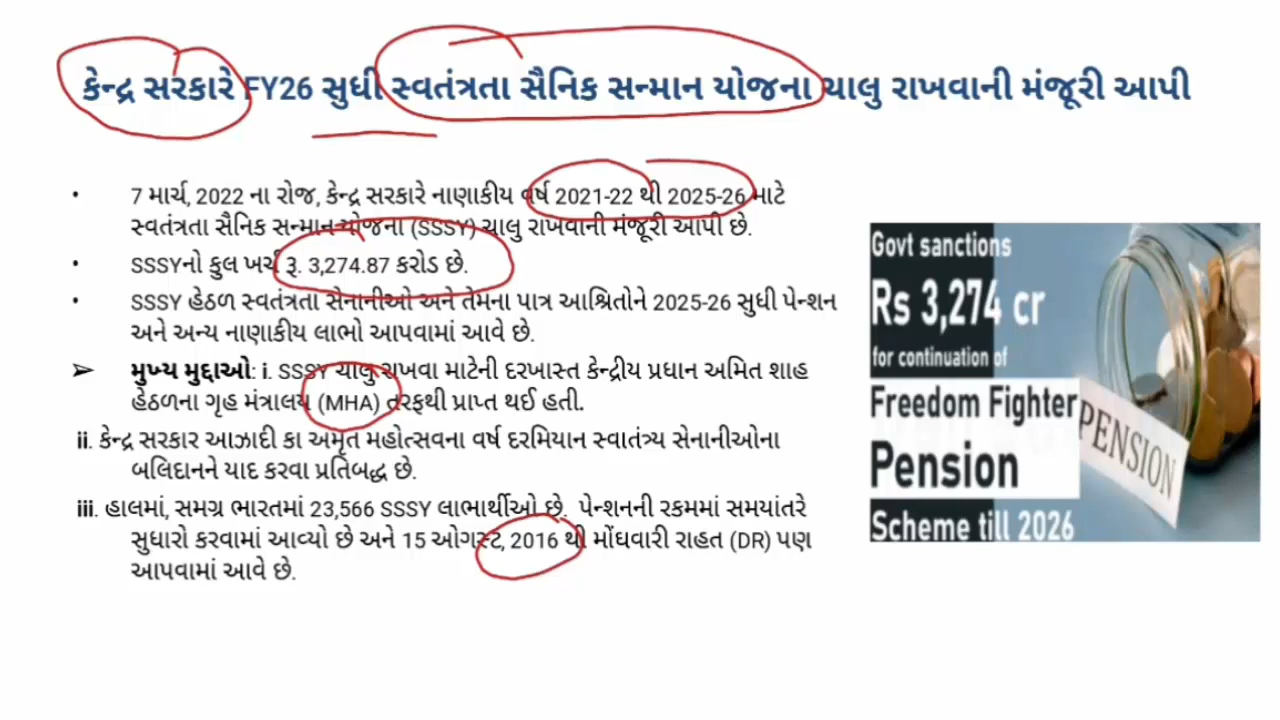 કેન્દ્ર સરકારે FY26 સુધી સ્વતંત્રતા સૈનિક સન્માન યોજના ચાલુ રાખવાની મંજૂરી આપી
• 7 માર્ચ, 2022 ના રોજ, કેન્દ્ર સરકારે નાણાકીય વર્ષ 2021-22 થી 2025-26 માટે
સ્વતંત્રતા સૈનિક સન્માન યોજના (SSSY) ચાલુ રાખવાની મંજૂરી આપી છે.
• SSSYનો કુલ ખર્ચ રૂ. 3,274.87 કરોડ છે.
• SSSY હેઠળ સ્વતંત્રતા સેનાનીઓ અને તેમના પાત્ર આશ્રિતોને 2025-26 સુધી પેન્શન
અને અન્ય નાણાકીય લાભો આપવામાં આવે છે.
➢ મુખ્ય મુદ્દાઓ: i. SSSY ચાલુ રાખવા માટેની દરખાસ્ત કેન્દ્રીય પ્રધાન અમિત શાહ
હેઠળના ગૃહ મંત્રાલય (MHA) તરફથી પ્રાપ્ત થઈ હતી.
ii. કેન્દ્ર સરકાર આઝાદી કા અમૃત મહોત્સવના વર્ષ દરમિયાન સ્વાતંત્ર્ય સેનાનીઓના
બલિદાનને યાદ કરવા પ્રતિબદ્ધ છે.
iii. હાલમાં, સમગ્ર ભારતમાં 23,566 SSSY લાભાર્થીઓ છે. પેન્શનની રકમમાં સમયાંતરે
સુધારો કરવામાં આવ્યો છે અને 15 ઓગસ્ટ, 2016 થી મોંઘવારી રાહત (DR) પણ
આપવામાં આવે છે.
Govt sanctions
Rs 3,274 cr
for continuation of
Freedom Fighter
Pension
Scheme till 2026
PENSION